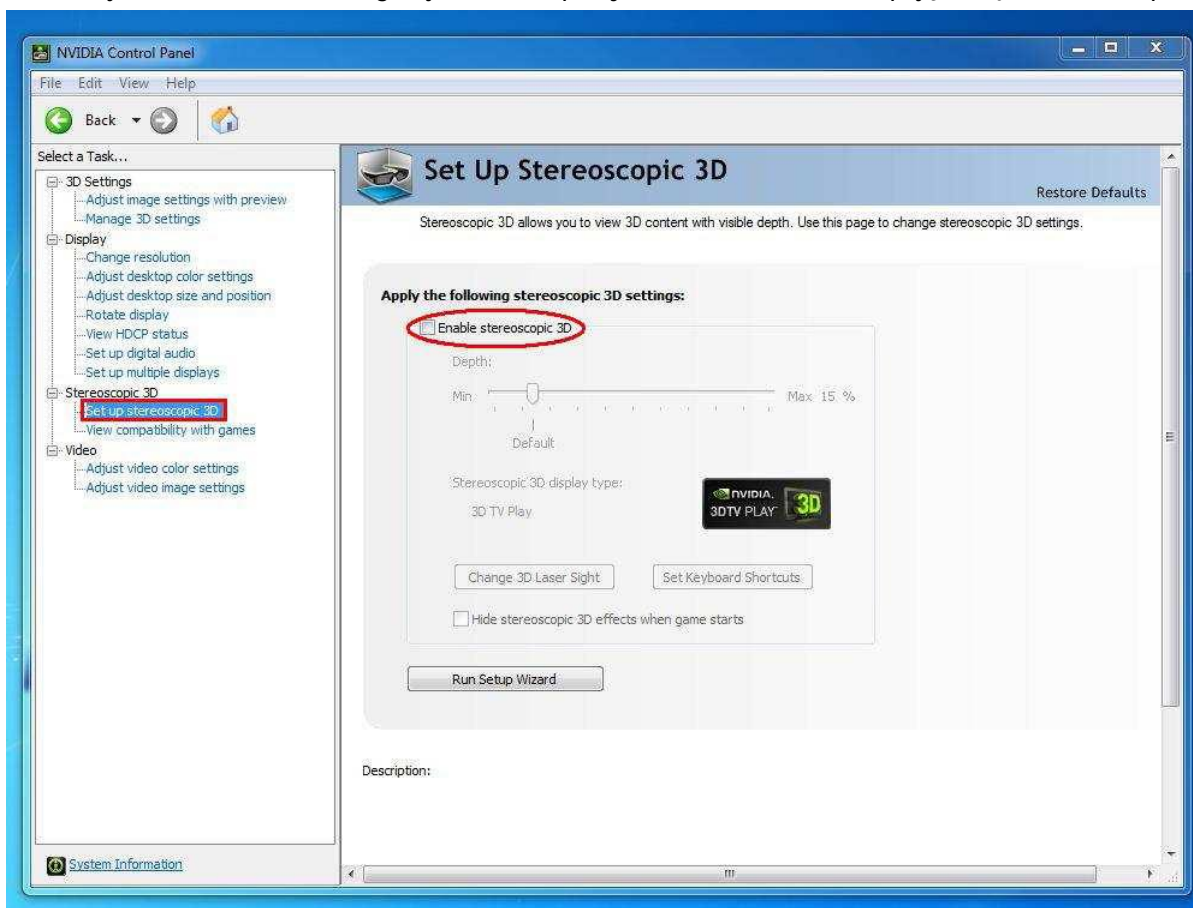 NVIDIA Control Panel
File Edit View Help
Back
Select a Task...
3D Settings
Adjust image settings with preview
Manage 3D settings
Display
Change resolution
Adjust desktop color settings
Adjust desktop size and position
Rotate display
View HDCP status
Set up digital audio
Set up multiple displays
Stereoscopic 3D
Set up stereoscopic 3D
View compatibility with games
Video
Adjust video color settings
Adjust video image settings
System Information
Set Up Stereoscopic 3D
Restore Defaults
Stereoscopic 3D allows you to view 3D content with visible depth. Use this page to change stereoscopic 3D settings.
Apply the following stereoscopic 3D settings:
Enable stereoscopic 3D
Depth:
Min Max 15 %
Default
Stereoscopic 3D display type:
3D TV Play
NVIDIA.
3DTV PLAY 3D
Change 3D Laser Sight Set Keyboard Shortcuts
Hide stereoscopic 3D effects when game starts
Run Setup Wizard
Description: